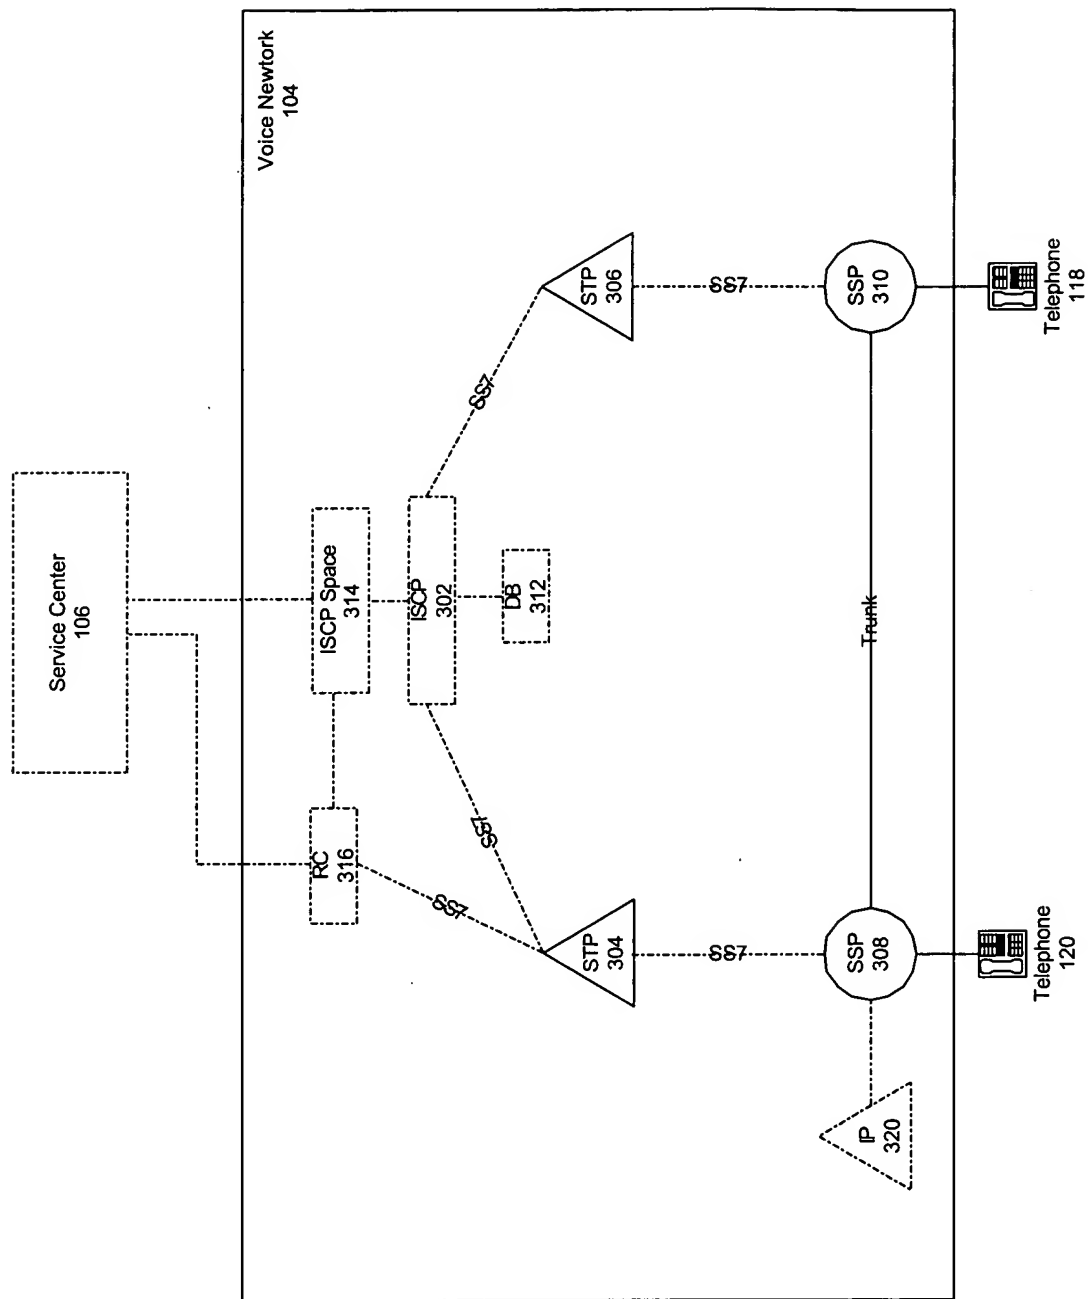 Service Center
106
Voice Newtork
104
RC
316
ISCP Space
314
ISCP
302
DB
312
SS7
SS7
SS7
STP
304
STP
306
SS7
SS7
IP
320
SSP
308
Trunk
SSP
310
Telephone
120
Telephone
118